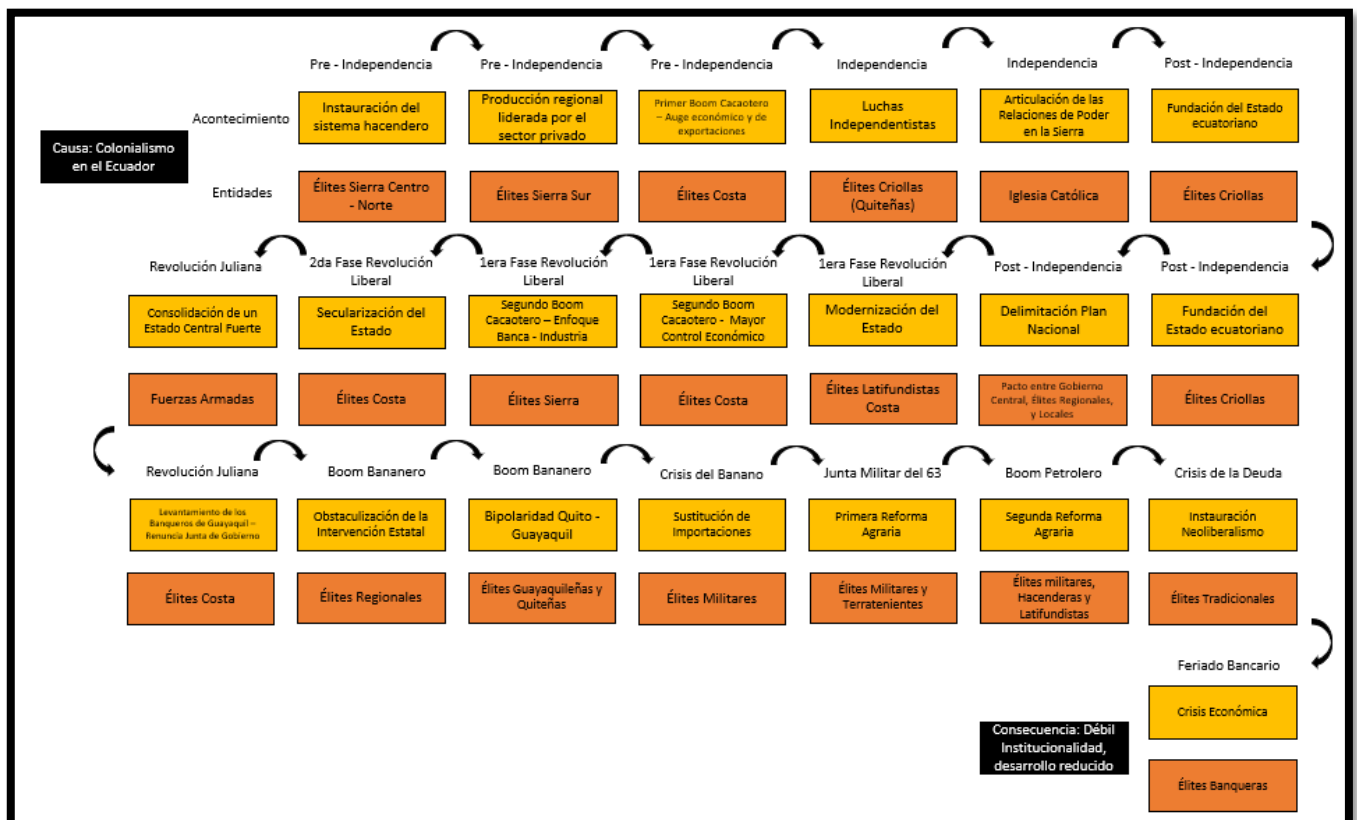 Pre - Independencia
Pre - Independencia
Pre - Independencia
Independencia
Independencia
Post - Independencia
Acontecimiento
Instauración del
sistema hacendero
Producción regional
liderada por el
sector privado
Primer Boom Cacaotero
– Auge económico y de
exportaciones
Luchas
Independentistas
Articulación de las
Relaciones de Poder
en la Sierra
Fundación del Estado
ecuatoriano
Causa: Colonialismo
en el Ecuador
Entidades
Élites Sierra Centro
- Norte
Élites Sierra Sur
Élites Costa
Élites Criollas
(Quiteñas)
Iglesia Católica
Élites Criollas
Revolución Juliana
2da Fase Revolución
Liberal
1era Fase Revolución
Liberal
1era Fase Revolución
Liberal
1era Fase Revolución
Liberal
Post - Independencia
Post - Independencia
Consolidación de un
Estado Central Fuerte
Secularización del
Estado
Segundo Boom
Cacaotero – Enfoque
Banca - Industria
Segundo Boom
Cacaotero - Mayor
Control Económico
Modernización del
Estado
Delimitación Plan
Nacional
Fundación del
Estado ecuatoriano
Fuerzas Armadas
Élites Costa
Élites Sierra
Élites Costa
Élites Latifundistas
Costa
Pacto entre Gobierno
Central, Élites Regionales,
y Locales
Élites Criollas
Revolución Juliana
Boom Bananero
Boom Bananero
Crisis del Banano
Junta Militar del 63
Boom Petrolero
Crisis de la Deuda
Levantamiento de los
Banqueros de Guayaquil –
Renuncia Junta de Gobierno
Obstaculización de la
Intervención Estatal
Bipolaridad Quito -
Guayaquil
Sustitución de
Importaciones
Primera Reforma
Agraria
Segunda Reforma
Agraria
Instauración
Neoliberalismo
Élites Costa
Élites Regionales
Élites Guayaquileñas y
Quiteñas
Élites Militares
Élites Militares y
Terratenientes
Élites militares,
Hacenderas y
Latifundistas
Élites Tradicionales
Feriado Bancario
Crisis Económica
Consecuencia: Débil
Institucionalidad,
desarrollo reducido
Élites Banqueras